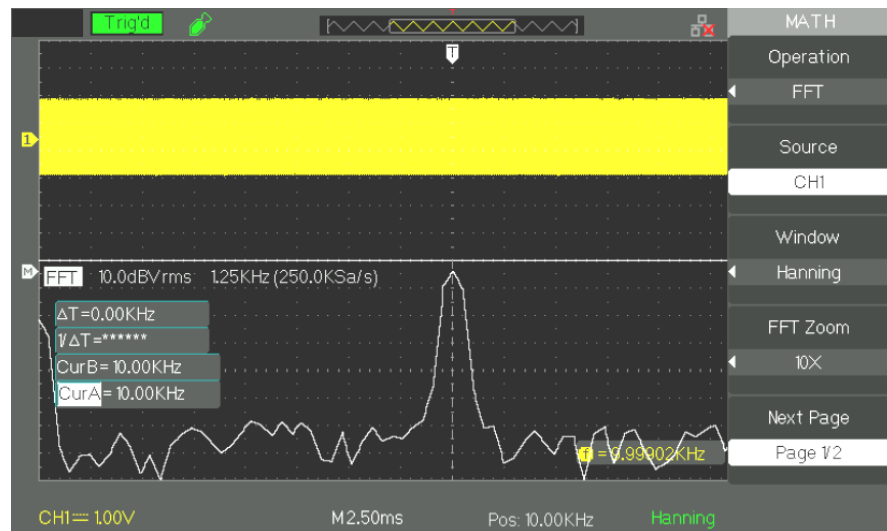 Trig'd
MATH
T
Operation
FFT
1
Source
CH1
Window
M FFT 10.0dBVrms 1.25KHz (250.0KSa/s)
Hanning
ΔT=0.00KHz
1/ΔT=******
CurB= 10.00KHz
CurA= 10.00KHz
FFT Zoom
10X
Next Page
f = 9.99902KHz
Page 1/2
CH1 1.00V M 2.50ms Pos: 10.00KHz Hanning